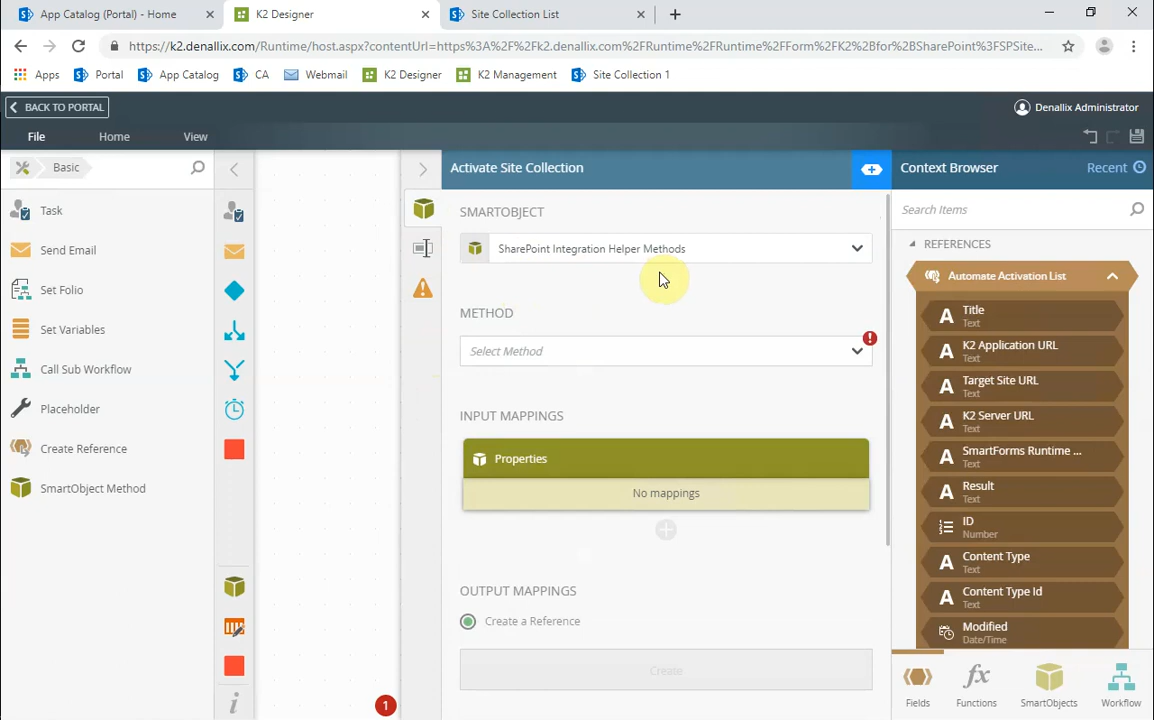 App Catalog (Portal) - Home
K2 Designer
Site Collection List
https://k2.denallix.com/Runtime/host.aspx?contentUrl=https%3A%2F%2Fk2.denallix.com%2FRuntime%2FRuntime%2FForm%2FK2%2Bfor%2BSharePoint%3FSPSite...
Apps
Portal
App Catalog
CA
Webmail
K2 Designer
K2 Management
Site Collection 1
BACK TO PORTAL
Denallix Administrator
File
Home
View
Basic
Task
Send Email
Set Folio
Set Variables
Call Sub Workflow
Placeholder
Create Reference
SmartObject Method
1
Activate Site Collection
SMARTOBJECT
SharePoint Integration Helper Methods
METHOD
Select Method
INPUT MAPPINGS
Properties
No mappings
OUTPUT MAPPINGS
Create a Reference
Create
Context Browser
Recent
Search Items
REFERENCES
Automate Activation List
Title
Text
K2 Application URL
Text
Target Site URL
Text
K2 Server URL
Text
SmartForms Runtime ...
Text
Result
Text
ID
Number
Content Type
Text
Content Type Id
Text
Modified
Date/Time
Fields
Functions
SmartObjects
Workflow